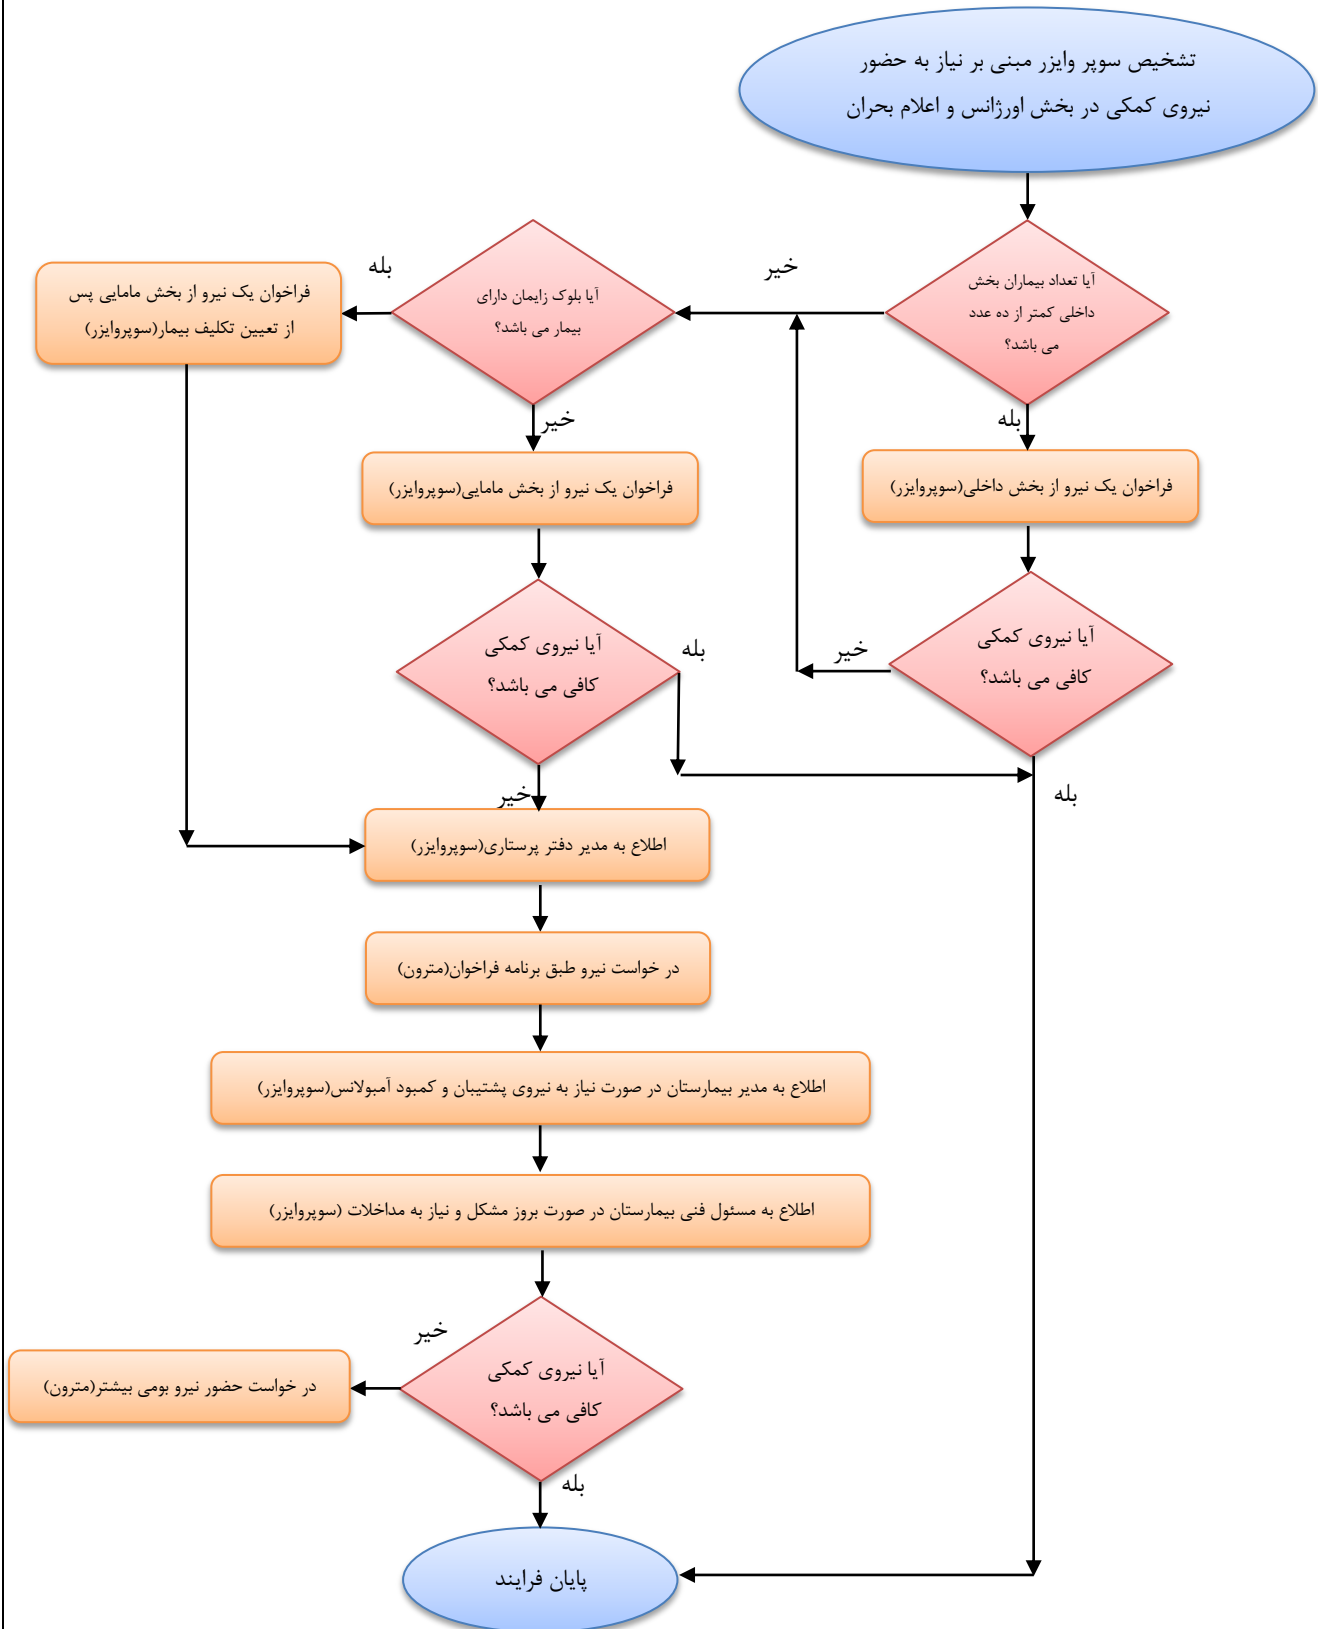 تشخیص سوپر وایزر مبنی بر نیاز به حضور
نیروی کمکی در بخش اورژانس و اعلام بحران
آیا تعداد بیماران بخش
داخلی کمتر از ده عدد
می باشد؟
خیر
آیا بلوک زایمان دارای
بیمار می باشد؟
بله
فراخوان یک نیرو از بخش مامایی پس
از تعیین تکلیف بیمار(سوپروایزر)
بله
خیر
فراخوان یک نیرو از بخش داخلی(سوپروایزر)
فراخوان یک نیرو از بخش مامایی(سوپروایزر)
آیا نیروی کمکی
کافی می باشد؟
خیر
بله
آیا نیروی کمکی
کافی می باشد؟
بله
خیر
اطلاع به مدیر دفتر پرستاری(سوپروایزر)
در خواست نیرو طبق برنامه فراخوان(مترون)
اطلاع به مدیر بیمارستان در صورت نیاز به نیروی پشتیبان و کمبود آمبولانس(سوپروایزر)
اطلاع به مسئول فنی بیمارستان در صورت بروز مشکل و نیاز به مداخلات (سوپروایزر)
آیا نیروی کمکی
کافی می باشد؟
خیر
در خواست حضور نیرو بومی بیشتر(مترون)
بله
پایان فرایند